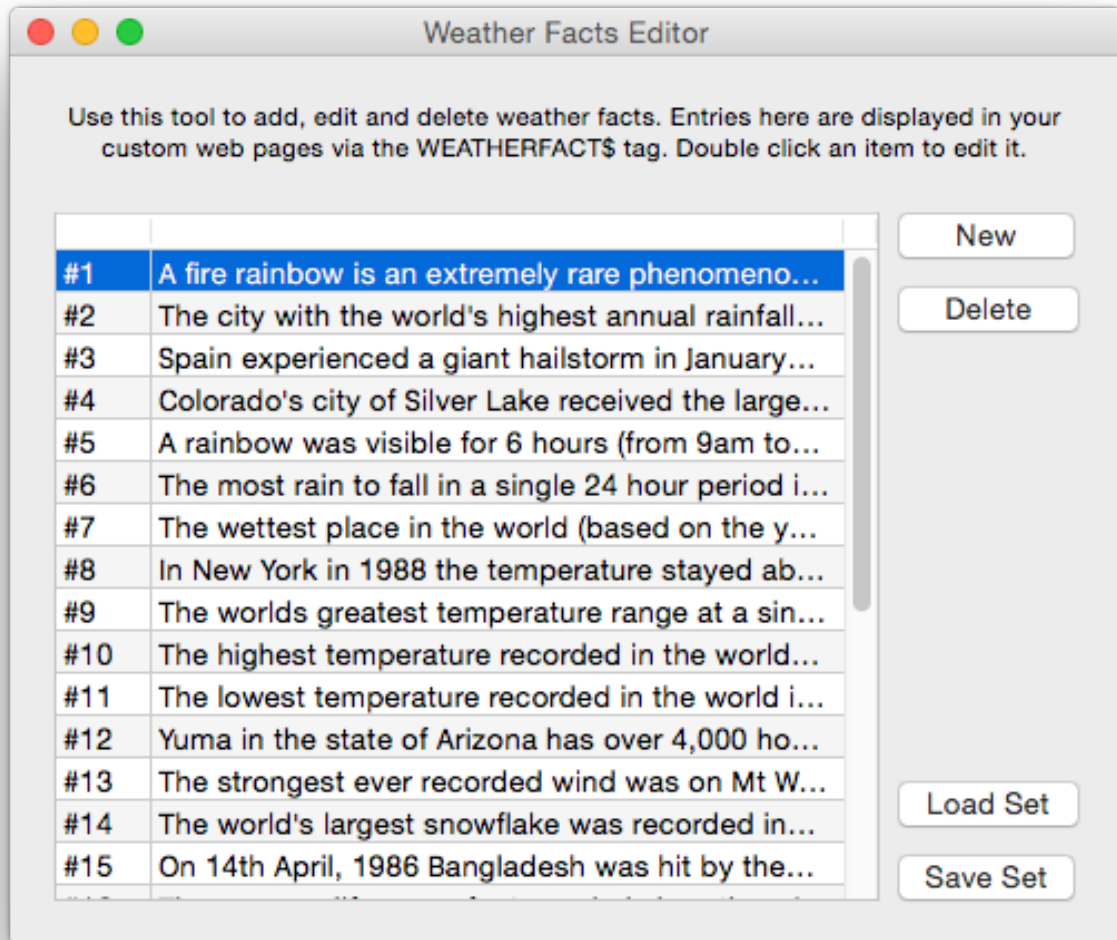 Weather Facts Editor
Use this tool to add, edit and delete weather facts. Entries here are displayed in your
custom web pages via the WEATHERFACT$ tag. Double click an item to edit it.
New
#1 A fire rainbow is an extremely rare phenomeno...
Delete
#2 The city with the world's highest annual rainfall...
#3 Spain experienced a giant hailstorm in January...
#4 Colorado's city of Silver Lake received the large...
#5 A rainbow was visible for 6 hours (from 9am to...
#6 The most rain to fall in a single 24 hour period i...
#7 The wettest place in the world (based on the y...
#8 In New York in 1988 the temperature stayed ab...
#9 The worlds greatest temperature range at a sin...
#10 The highest temperature recorded in the world...
#11 The lowest temperature recorded in the world i...
#12 Yuma in the state of Arizona has over 4,000 ho...
#13 The strongest ever recorded wind was on Mt W...
#14 The world's largest snowflake was recorded in...
#15 On 14th April, 1986 Bangladesh was hit by the...
Load Set
Save Set